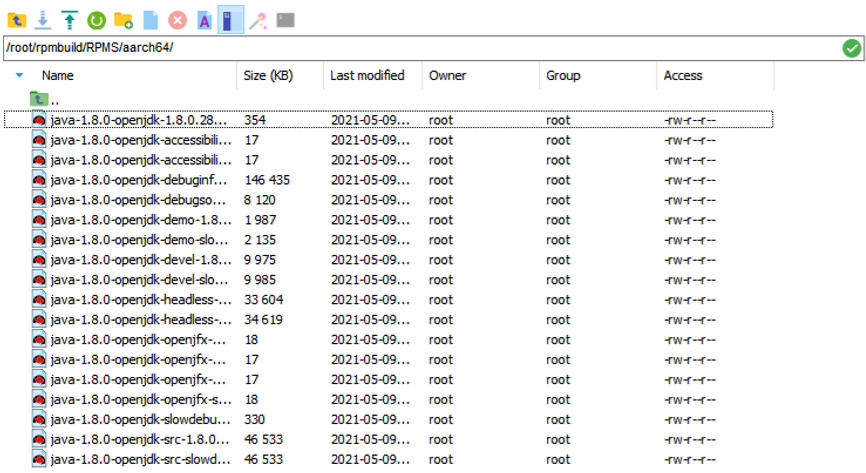 /root/rpmbuild/RPMS/aarch64/
Name Size (KB) Last modified Owner Group Access
..
java-1.8.0-openjdk-1.8.0.28... 354 2021-05-09... root root -rw-r--r--
java-1.8.0-openjdk-accessibili... 17 2021-05-09... root root -rw-r--r--
java-1.8.0-openjdk-accessibili... 17 2021-05-09... root root -rw-r--r--
java-1.8.0-openjdk-debuginf... 146 435 2021-05-09... root root -rw-r--r--
java-1.8.0-openjdk-debugso... 8 120 2021-05-09... root root -rw-r--r--
java-1.8.0-openjdk-demo-1.8... 1 987 2021-05-09... root root -rw-r--r--
java-1.8.0-openjdk-demo-slo... 2 135 2021-05-09... root root -rw-r--r--
java-1.8.0-openjdk-devel-1.8... 9 975 2021-05-09... root root -rw-r--r--
java-1.8.0-openjdk-devel-slo... 9 985 2021-05-09... root root -rw-r--r--
java-1.8.0-openjdk-headless-... 33 604 2021-05-09... root root -rw-r--r--
java-1.8.0-openjdk-headless-... 34 619 2021-05-09... root root -rw-r--r--
java-1.8.0-openjdk-openjfx-... 18 2021-05-09... root root -rw-r--r--
java-1.8.0-openjdk-openjfx-... 17 2021-05-09... root root -rw-r--r--
java-1.8.0-openjdk-openjfx-... 17 2021-05-09... root root -rw-r--r--
java-1.8.0-openjdk-openjfx-s... 18 2021-05-09... root root -rw-r--r--
java-1.8.0-openjdk-slowdebu... 330 2021-05-09... root root -rw-r--r--
java-1.8.0-openjdk-src-1.8.0... 46 533 2021-05-09... root root -rw-r--r--
java-1.8.0-openjdk-src-slowd... 46 533 2021-05-09... root root -rw-r--r--